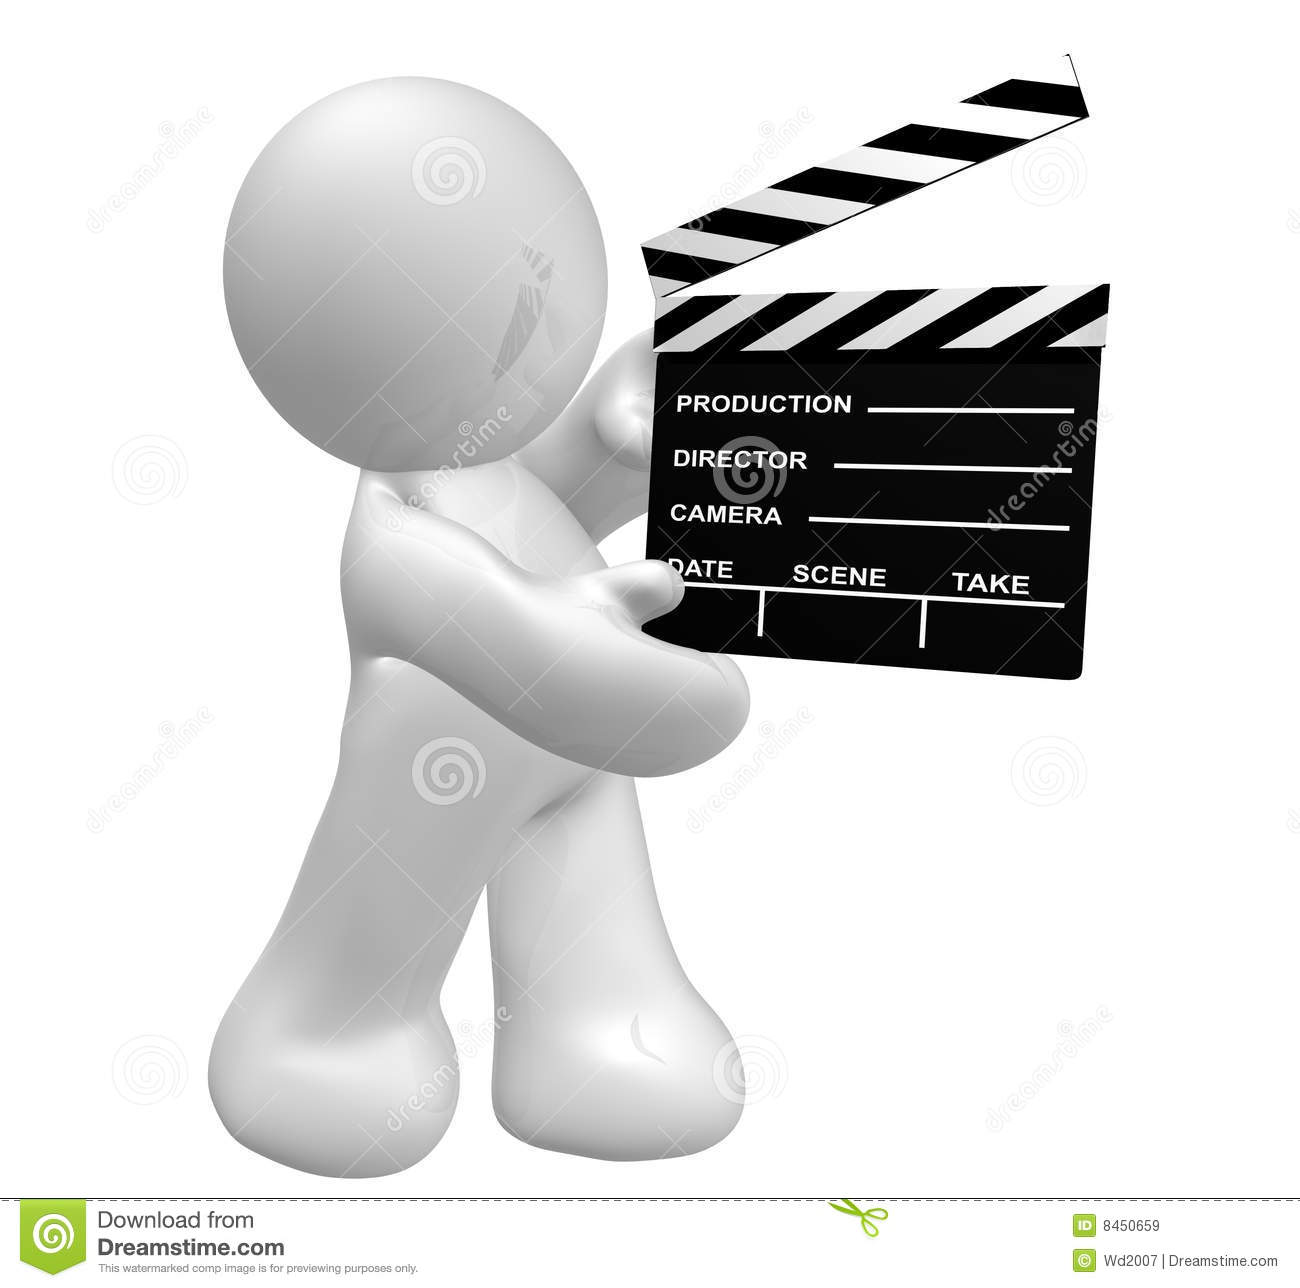 PRODUCTION
DIRECTOR
CAMERA
DATE SCENE TAKE
dreamstime
Download from
Dreamstime.com
This watermarked comp image is for previewing purposes only.
ID 8450659
© Wd2007 | Dreamstime.com